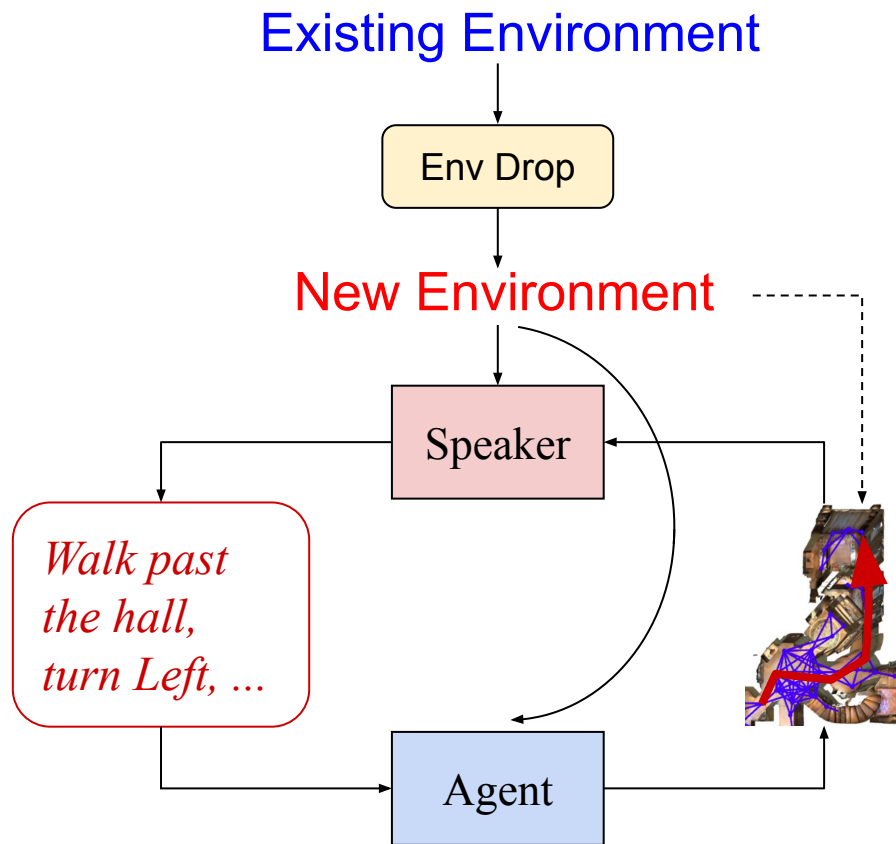 Existing Environment
Env Drop
New Environment
Speaker
Walk past
the hall,
turn Left, ...
Agent